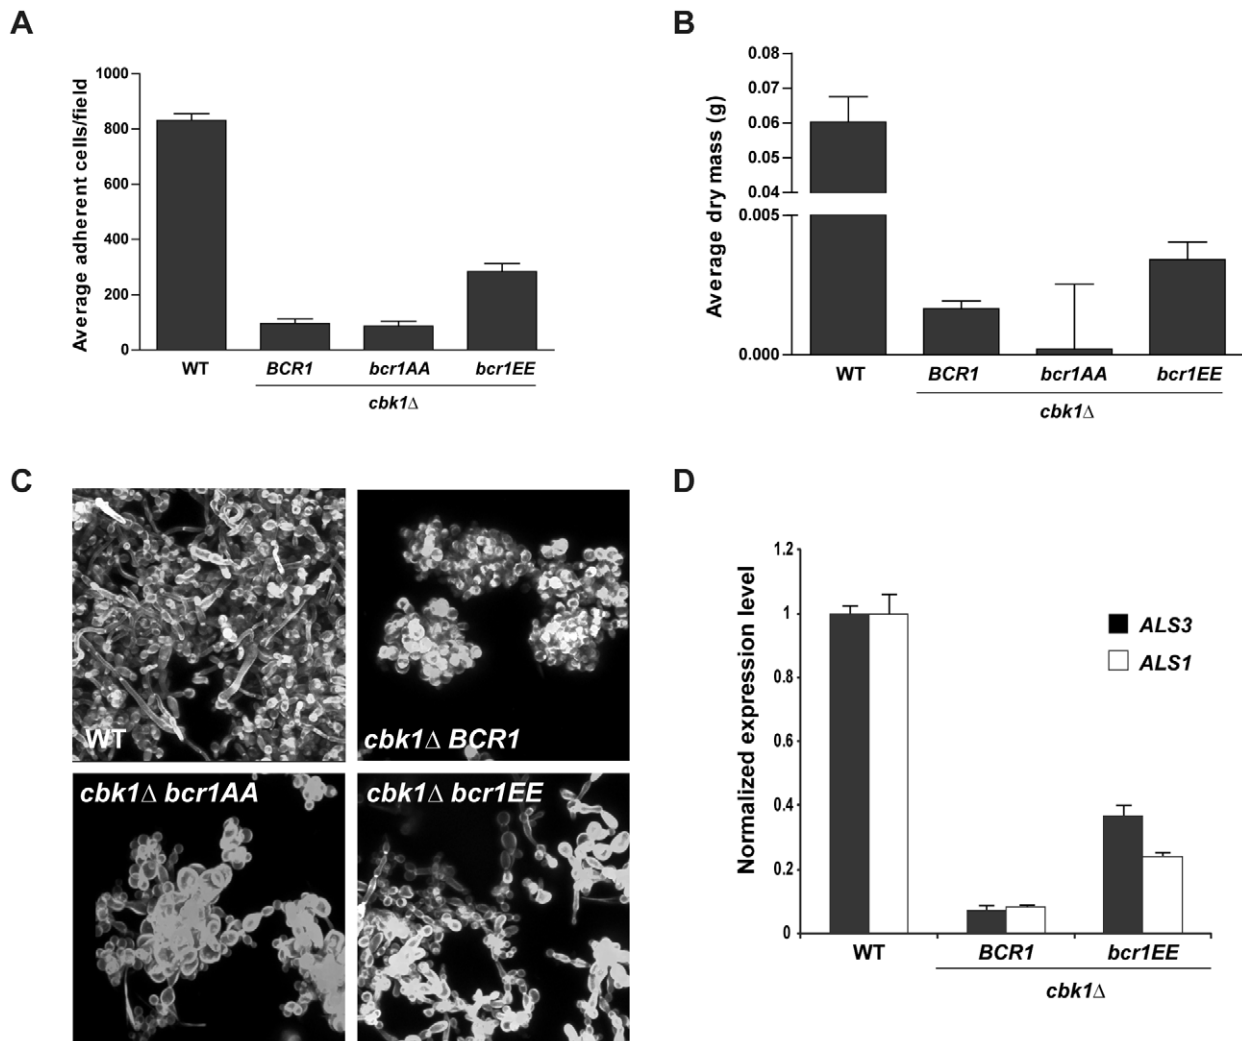 A
Average adherent cells/field
1000
800
600
400
200
0
WT
BCR1
bcr1AA
bcr1EE
cbk1Δ
B
Average dry mass (g)
0.08
0.07
0.06
0.05
0.04
0.005
0.000
WT
BCR1
bcr1AA
bcr1EE
cbk1Δ
C
WT
cbk1Δ BCR1
cbk1Δ bcr1AA
cbk1Δ bcr1EE
D
Normalized expression level
1.2
1
0.8
0.6
0.4
0.2
0
ALS3
ALS1
WT
BCR1
bcr1EE
cbk1Δ